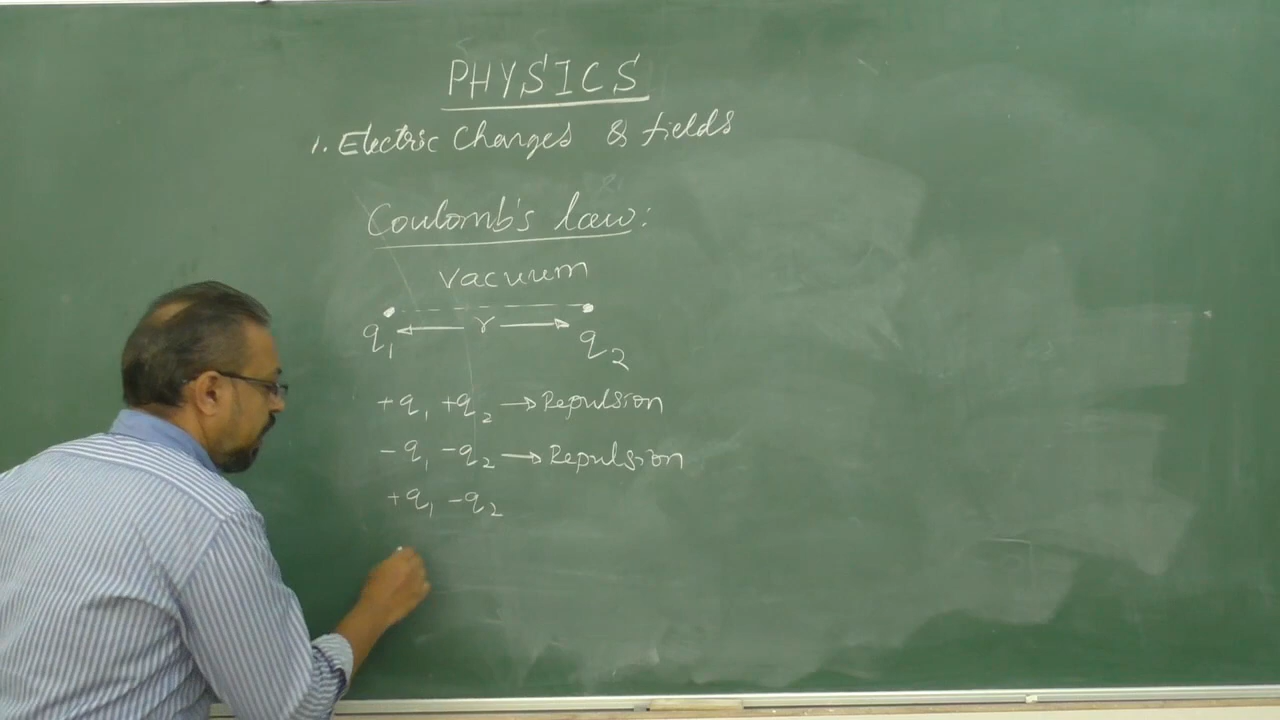 PHYSICS
1. Electric Charges & fields
Coulomb's law:
vacuum
q1 ← r → q2
+q1 +q2 → Repulsion
-q1 -q2 → Repulsion
+q1 -q2